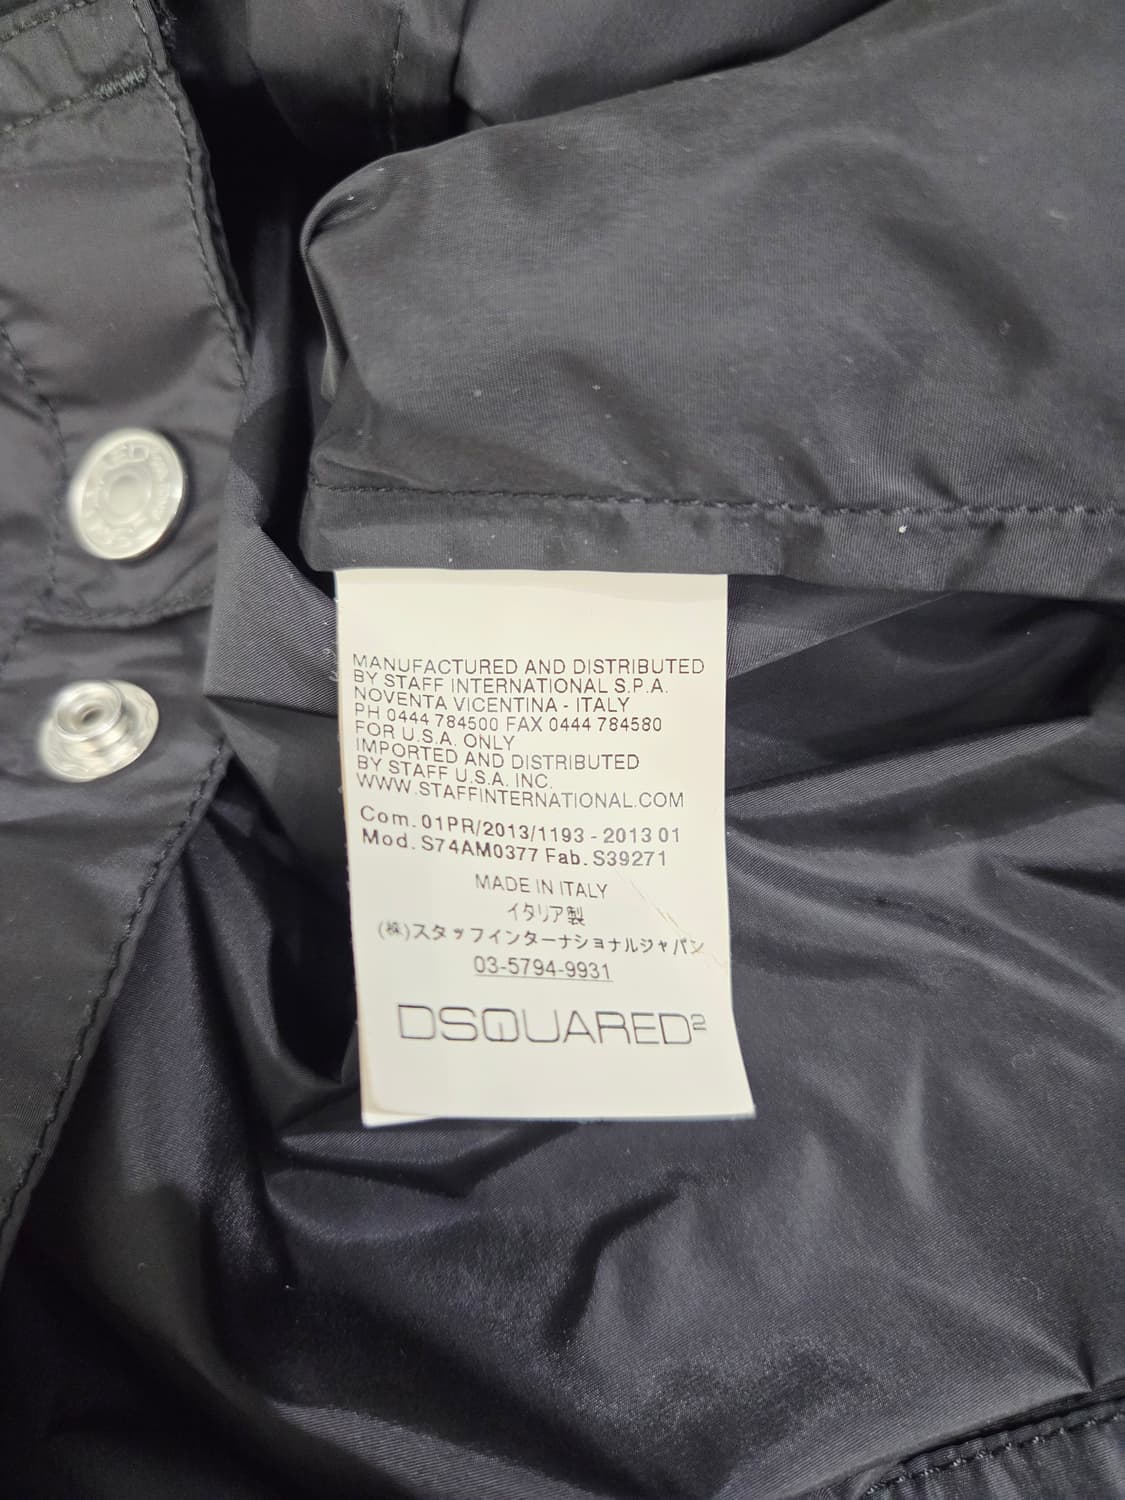 MANUFACTURED AND DISTRIBUTED
BY STAFF INTERNATIONAL S.P.A.
NOVENTA VICENTINA - ITALY
PH 0444 784500 FAX 0444 784580
FOR U.S.A. ONLY
IMPORTED AND DISTRIBUTED
BY STAFF U.S.A. INC.
WWW.STAFFINTERNATIONAL.COM
Com. 01PR/2013/1193 - 2013 01
Mod. S74AM0377 Fab. S39271
MADE IN ITALY
イタリア製
(株)スタッフインターナショナルジャパン
03-5794-9931
DSQUARED²